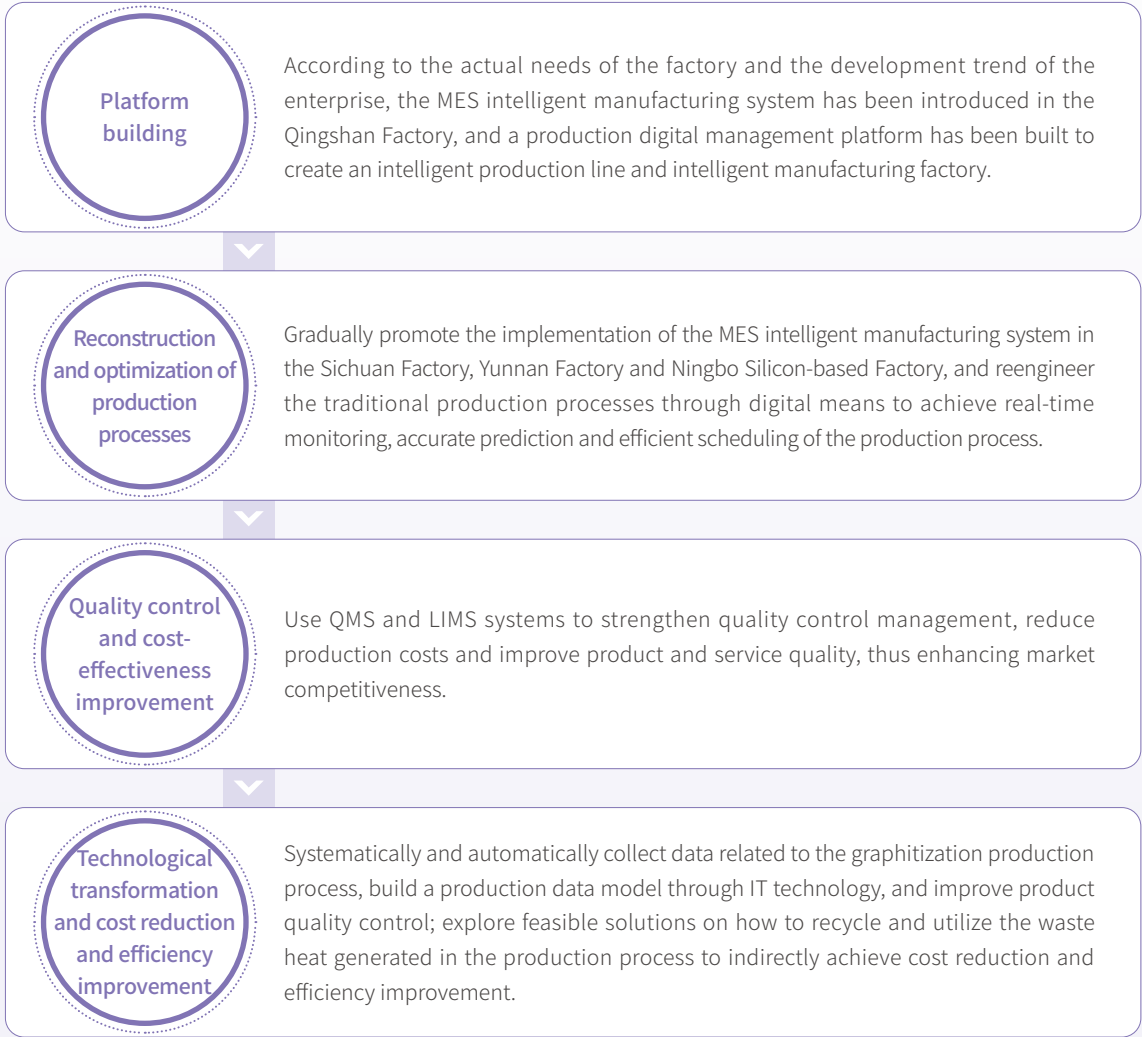 Platform
building
According to the actual needs of the factory and the development trend of the
enterprise, the MES intelligent manufacturing system has been introduced in the
Qingshan Factory, and a production digital management platform has been built to
create an intelligent production line and intelligent manufacturing factory.
Reconstruction
and optimization of
production
processes
Gradually promote the implementation of the MES intelligent manufacturing system in
the Sichuan Factory, Yunnan Factory and Ningbo Silicon-based Factory, and reengineer
the traditional production processes through digital means to achieve real-time
monitoring, accurate prediction and efficient scheduling of the production process.
Quality control
and cost-
effectiveness
improvement
Use QMS and LIMS systems to strengthen quality control management, reduce
production costs and improve product and service quality, thus enhancing market
competitiveness.
Technological
transformation
and cost reduction
and efficiency
improvement
Systematically and automatically collect data related to the graphitization production
process, build a production data model through IT technology, and improve product
quality control; explore feasible solutions on how to recycle and utilize the waste
heat generated in the production process to indirectly achieve cost reduction and
efficiency improvement.